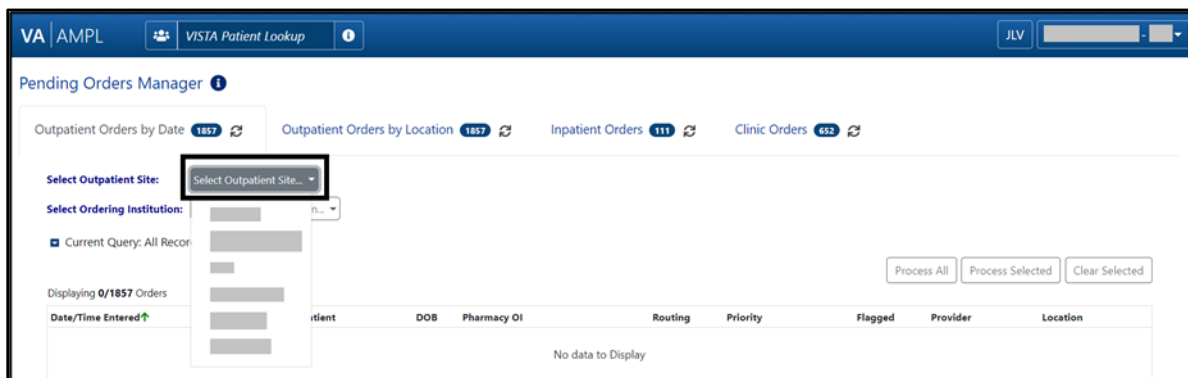 VA AMPL VISTA Patient Lookup JLV -
Pending Orders Manager
Outpatient Orders by Date 1857 Outpatient Orders by Location 1857 Inpatient Orders 111 Clinic Orders 652
Select Outpatient Site: Select Outpatient Site...
Select Ordering Institution: n...
Current Query: All Recor
Process All Process Selected Clear Selected
Displaying 0/1857 Orders
Date/Time Entered tient DOB Pharmacy OI Routing Priority Flagged Provider Location
No data to Display